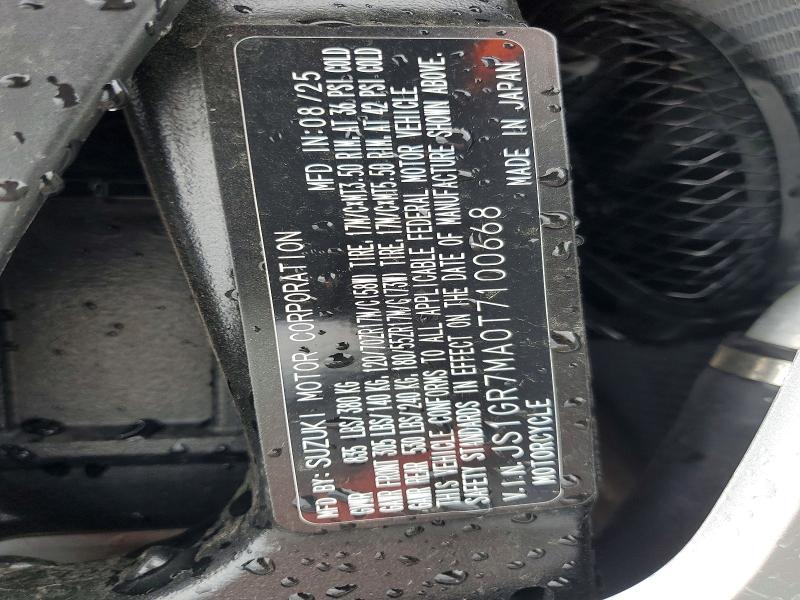 MFD BY: SUZUKI MOTOR CORPORATION MFD IN:08/25
GVWR 695 LBS/ 380 KG
GAWR FRONT 305 LBS/ 140 KG, 120/70ZR17M/C(58W) TIRE, 17M/CXMT3.50 RIM. AT 36 PSI COLD
GAWR REAR 530 LBS/ 240 KG, 180/55ZR17M/C(73W) TIRE, 17M/CXMT5.50 RIM. AT 42 PSI COLD
THIS VEHICLE CONFORMS TO ALL APPLICABLE FEDERAL MOTOR VEHICLE
SAFETY STANDARDS IN EFFECT ON THE DATE OF MANUFACTURE SHOWN ABOVE.
V.I.N. JS1GR7MA0T7100668
MOTORCYCLE MADE IN JAPAN